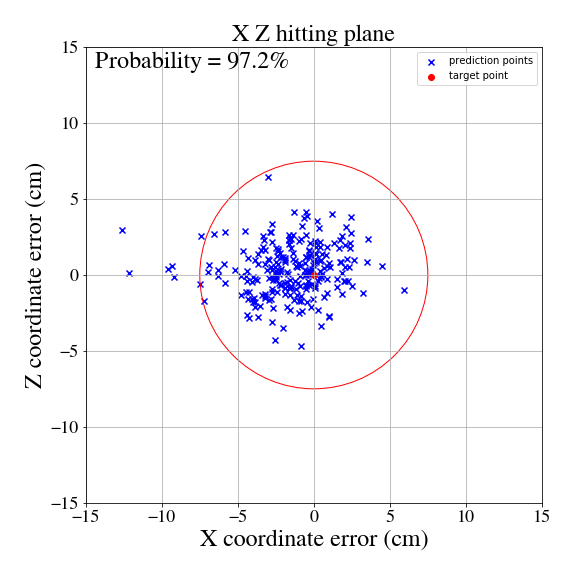 X Z hitting plane
Probability = 97.2%
prediction points
target point
Z coordinate error (cm)
15
10
5
0
−5
−10
−15
−15
−10
−5
0
5
10
15
X coordinate error (cm)